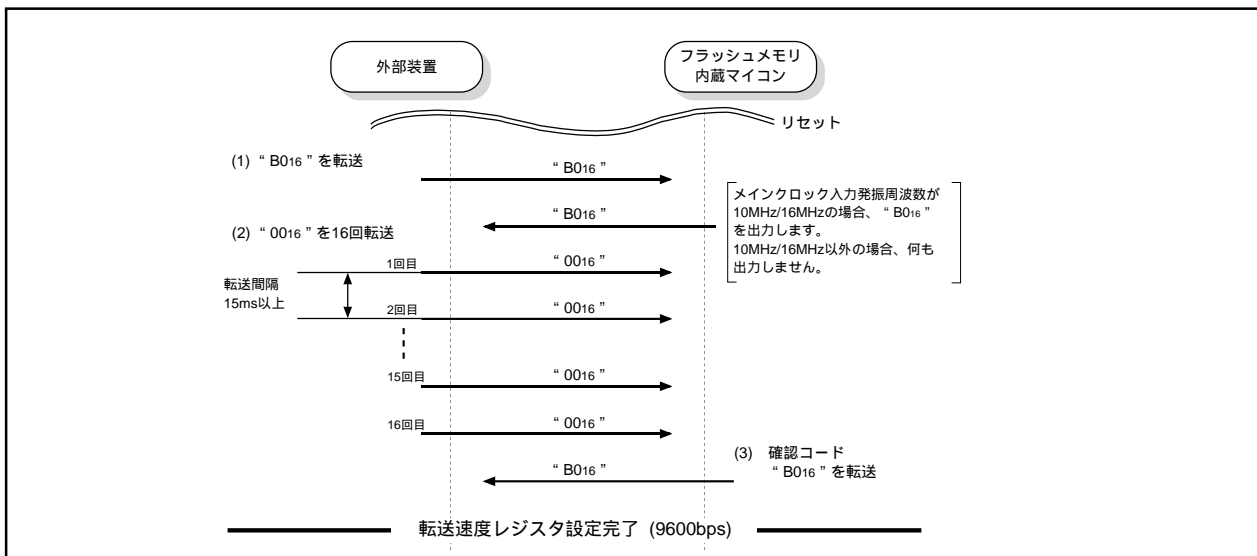 外部装置
フラッシュメモリ
内蔵マイコン
リセット
(1) “ B016 ” を転送
“ B016 ”
メインクロック入力発振周波数が
10MHz/16MHzの場合、“ B016 ”
を出力します。
10MHz/16MHz以外の場合、何も
出力しません。
“ B016 ”
(2) “ 0016 ” を16回転送
1回目
“ 0016 ”
転送間隔
15ms以上
2回目
“ 0016 ”
15回目
“ 0016 ”
16回目
“ 0016 ”
(3) 確認コード
“ B016 ” を転送
“ B016 ”
転送速度レジスタ設定完了 (9600bps)